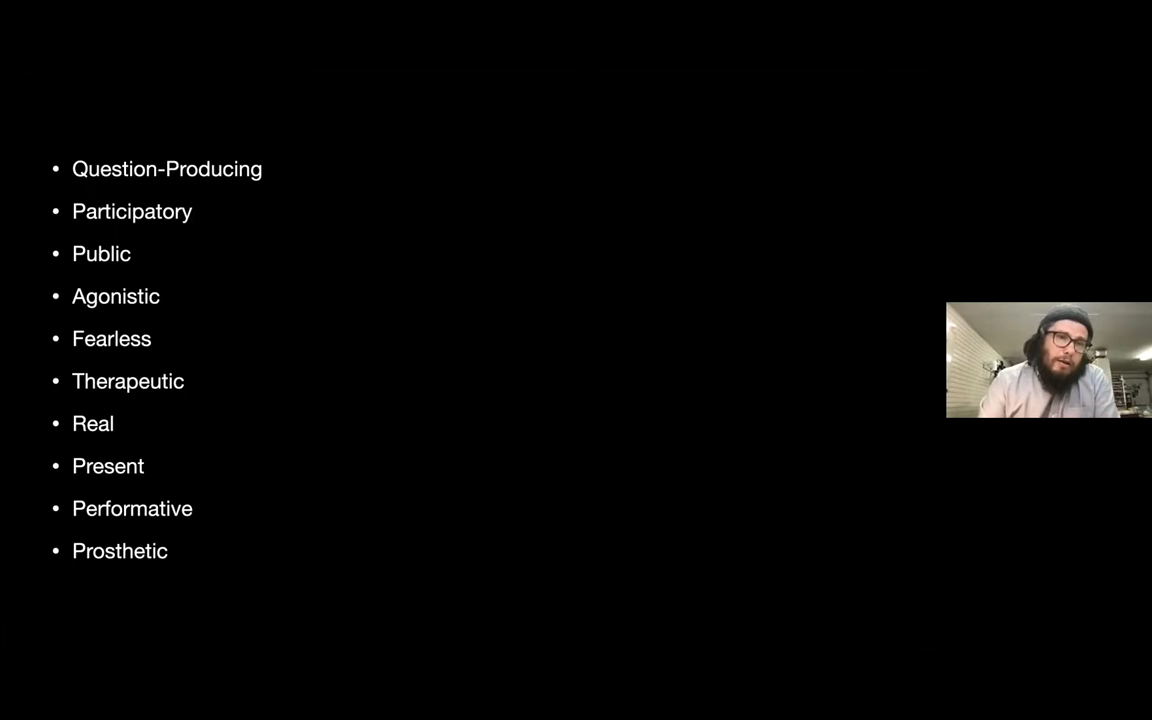 • Question-Producing
• Participatory
• Public
• Agonistic
• Fearless
• Therapeutic
• Real
• Present
• Performative
• Prosthetic